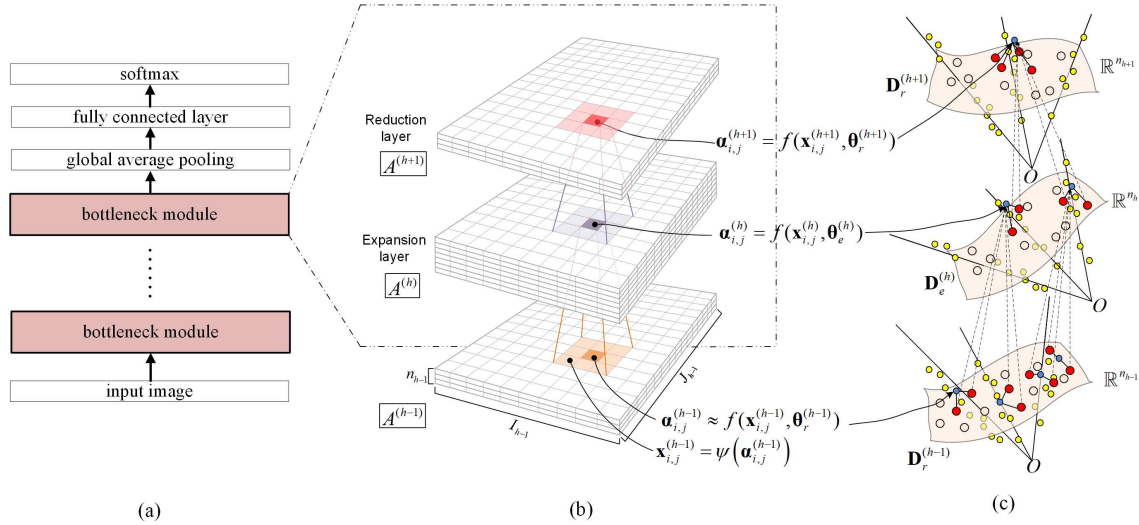 softmax
fully connected layer
global average pooling
bottleneck module
bottleneck module
input image
(a)
Reduction
layer
A^{(h+1)}
Expansion
layer
A^{(h)}
n_{h-1}
A^{(h-1)}
I_{h-1}
J_{h-1}
𝛂_{i,j}^{(h+1)} = f(𝐱_{i,j}^{(h+1)}, 𝛉_r^{(h+1)})
𝛂_{i,j}^{(h)} = f(𝐱_{i,j}^{(h)}, 𝛉_e^{(h)})
𝛂_{i,j}^{(h-1)} ≈ f(𝐱_{i,j}^{(h-1)}, 𝛉_r^{(h-1)})
𝐱_{i,j}^{(h-1)} = ψ(𝛂_{i,j}^{(h-1)})
(b)
𝐃_r^{(h+1)}
ℝ^{n_{h+1}}
O
ℝ^{n_h}
𝐃_e^{(h)}
O
ℝ^{n_{h-1}}
𝐃_r^{(h-1)}
O
(c)